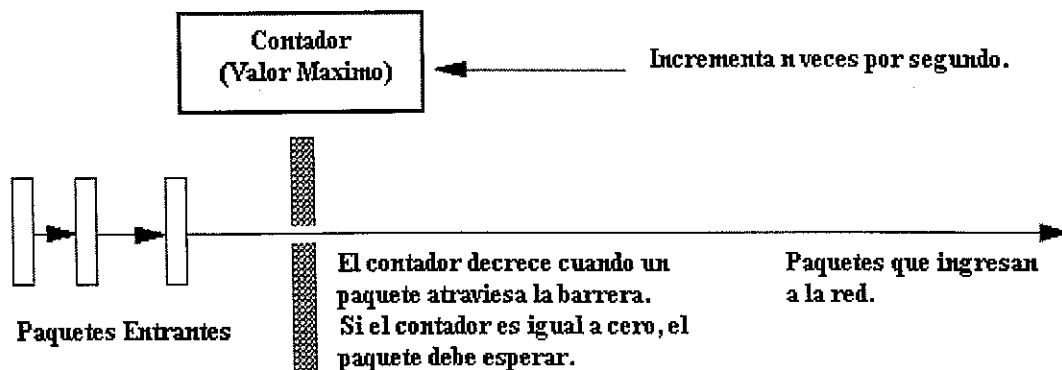 Contador
(Valor Maximo)
Incrementa n veces por segundo.
El contador decrece cuando un
paquete atraviesa la barrera.
Si el contador es igual a cero, el
paquete debe esperar.
Paquetes que ingresan
a la red.
Paquetes Entrantes